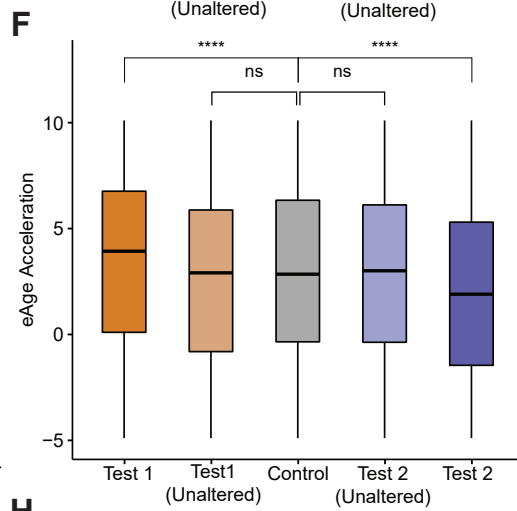 (Unaltered) (Unaltered)
F
**** ****
ns ns
10
5
0
−5
eAge Acceleration
Test 1 Test1 Control Test 2 Test 2
(Unaltered) (Unaltered)